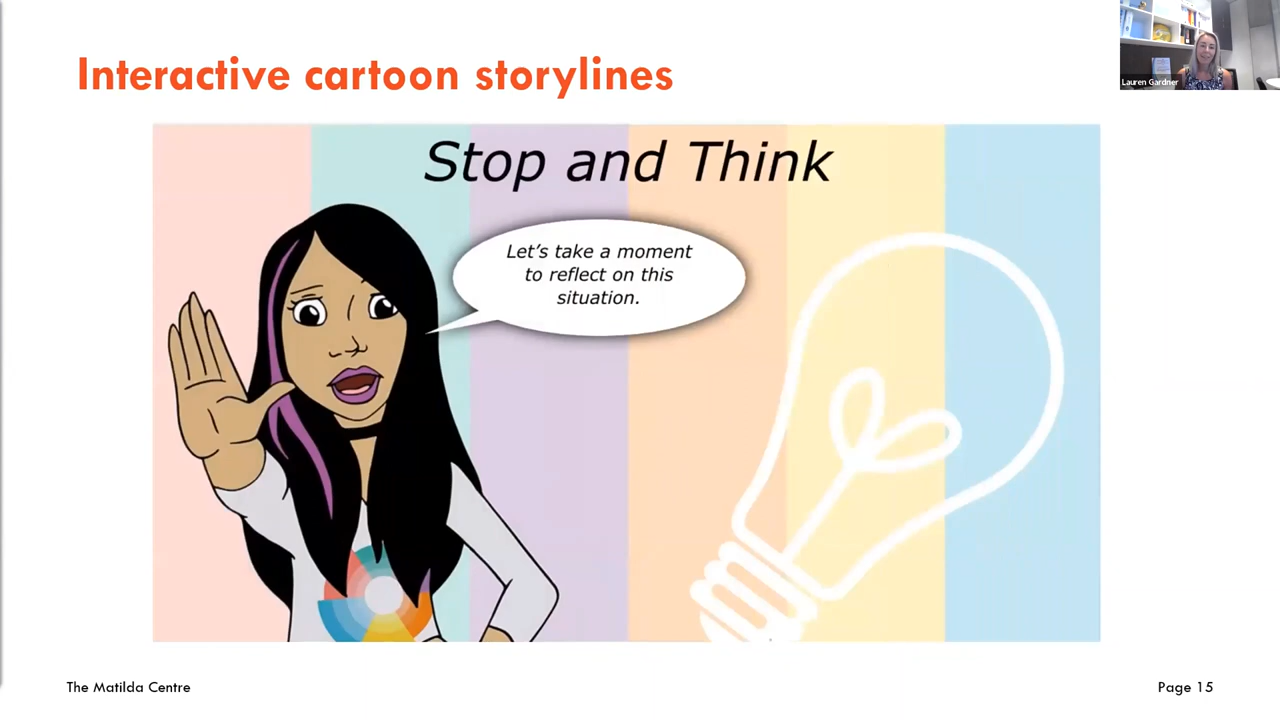 Interactive cartoon storylines
Lauren Gardner
Stop and Think
Let's take a moment
to reflect on this
situation.
The Matilda Centre
Page 15